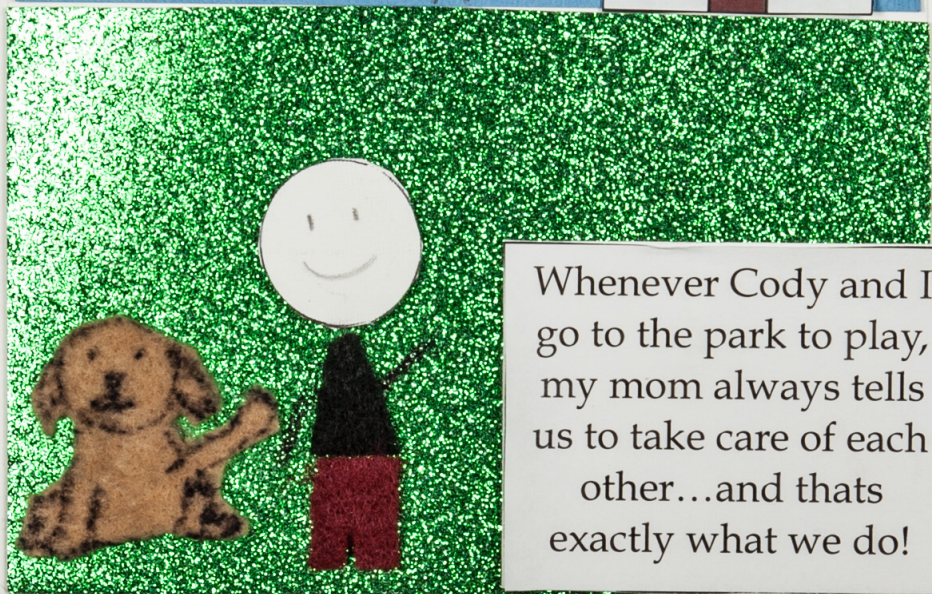 Whenever Cody and I
go to the park to play,
my mom always tells
us to take care of each
other...and thats
exactly what we do!